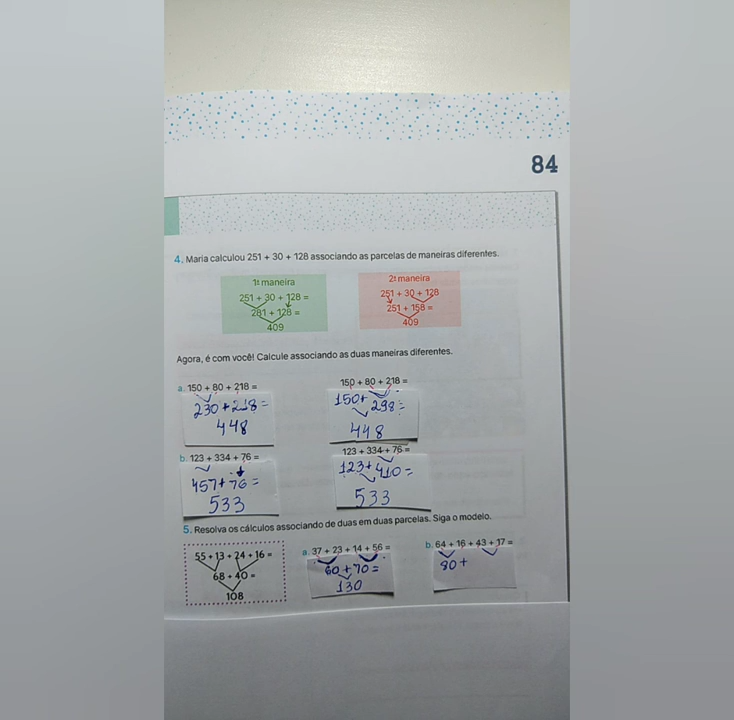 84
4. Maria calculou 251 + 30 + 128 associando as parcelas de maneiras diferentes.
1ª maneira
251 + 30 + 128 =
281 + 128 =
409
2ª maneira
251 + 30 + 128
251 + 158 =
409
Agora, é com você! Calcule associando as duas maneiras diferentes.
a. 150 + 80 + 218 =
230 + 218 =
448
150 + 80 + 218 =
150 + 298 =
448
b. 123 + 334 + 76 =
457 + 76 =
533
123 + 334 + 76 =
123 + 410 =
533
5. Resolva os cálculos associando de duas em duas parcelas. Siga o modelo.
55 + 13 + 24 + 16 =
68 + 40 =
108
a. 37 + 23 + 14 + 56 =
60 + 70 =
130
b. 64 + 16 + 43 + 17 =
80 +